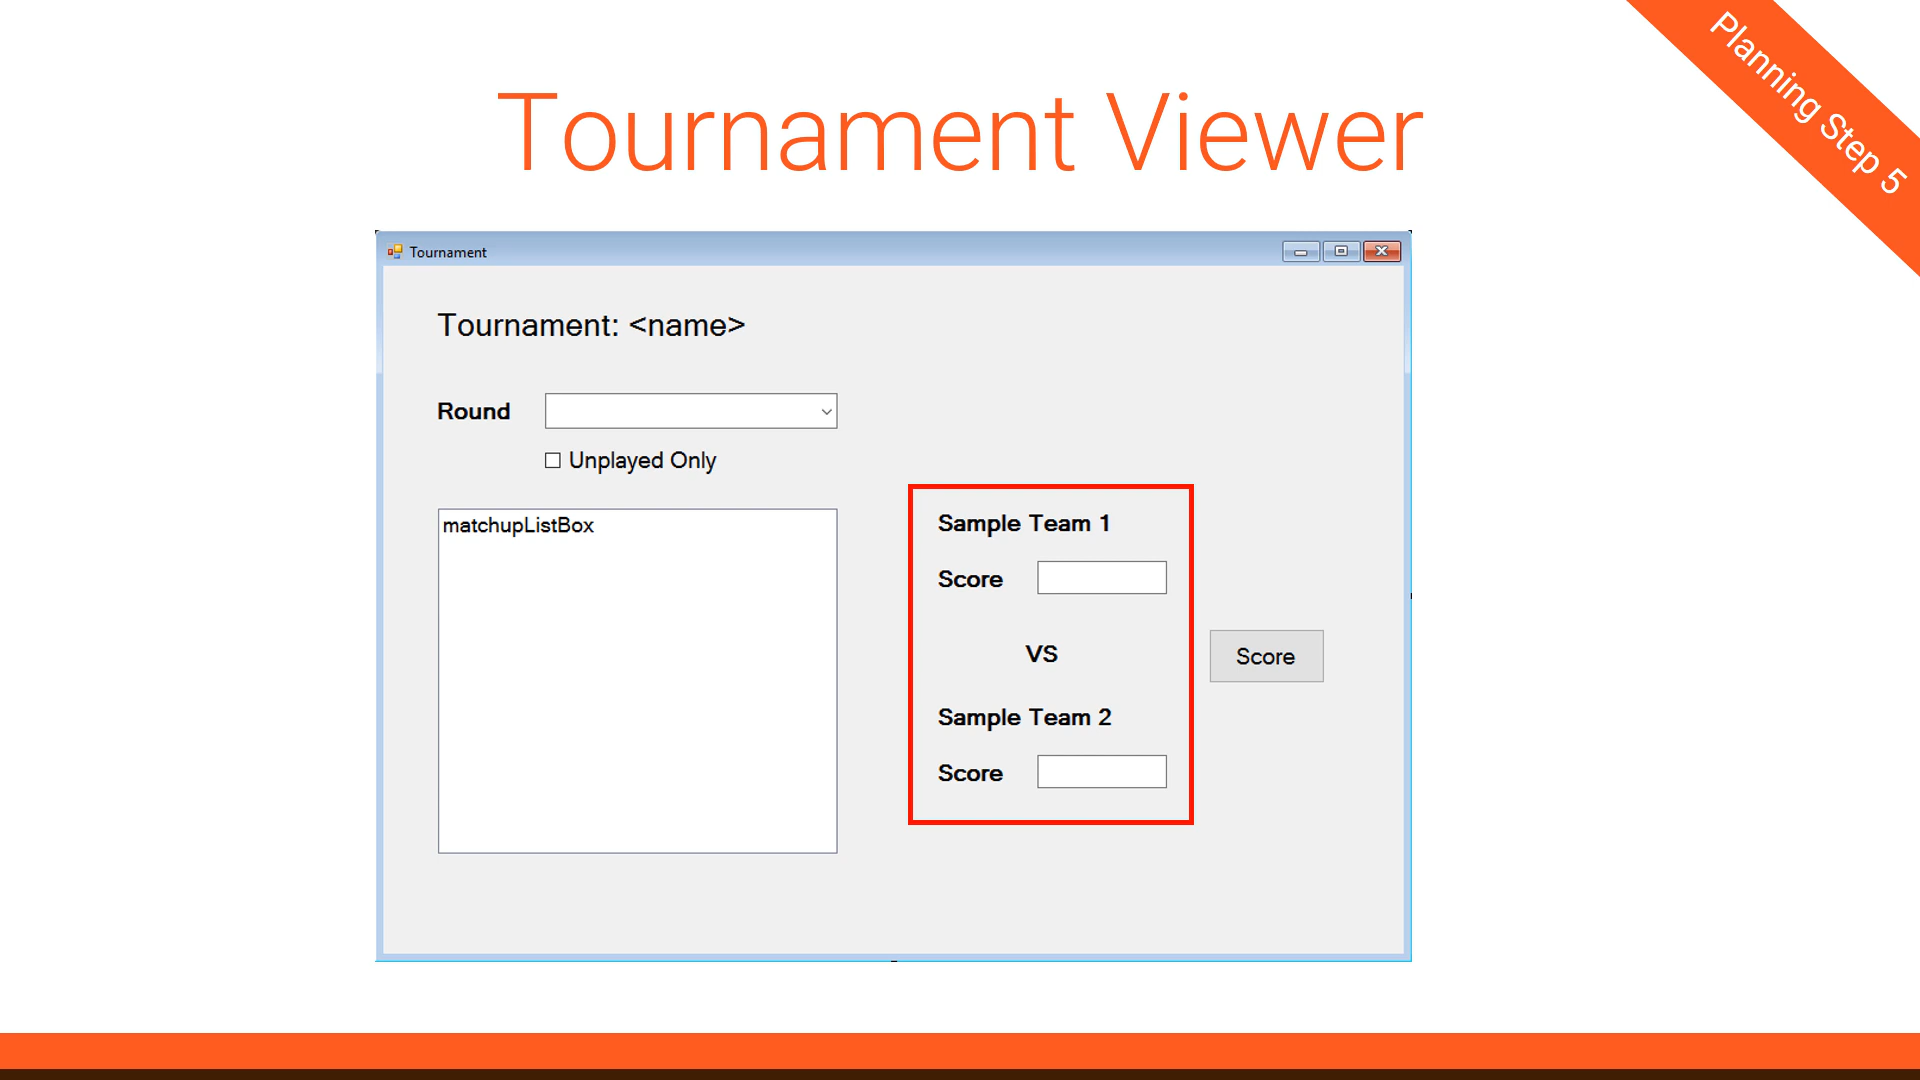 Planning Step 5
Tournament Viewer
Tournament
Tournament: <name>
Round
Unplayed Only
matchupListBox
Sample Team 1
Score
VS
Score
Sample Team 2
Score